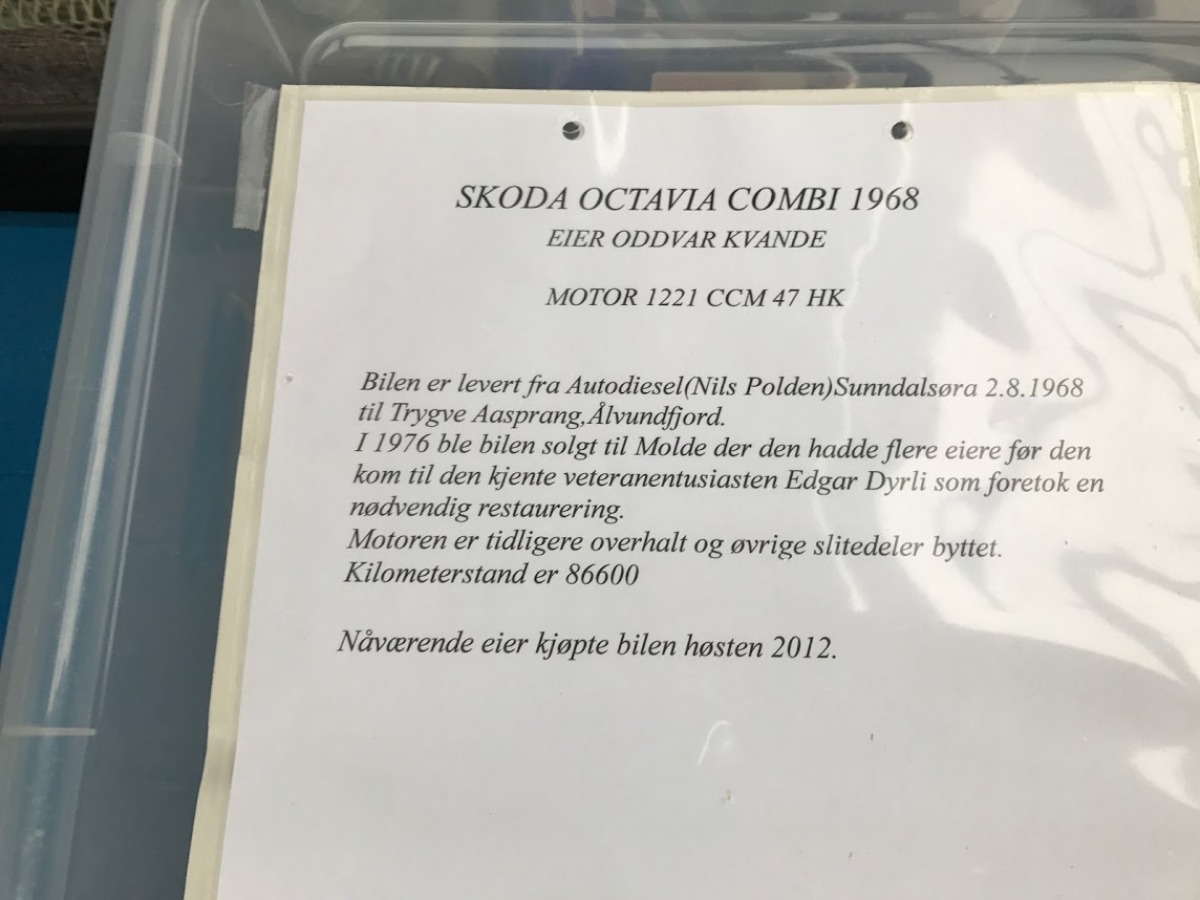 SKODA OCTAVIA COMBI 1968
EIER ODDVAR KVANDE
MOTOR 1221 CCM 47 HK
Bilen er levert fra Autodiesel(Nils Polden)Sunndalsøra 2.8.1968
til Trygve Aasprang,Ålvundfjord.
I 1976 ble bilen solgt til Molde der den hadde flere eiere før den
kom til den kjente veteranentusiasten Edgar Dyrli som foretok en
nødvendig restaurering.
Motoren er tidligere overhalt og øvrige slitedeler byttet.
Kilometerstand er 86600
Nåværende eier kjøpte bilen høsten 2012.